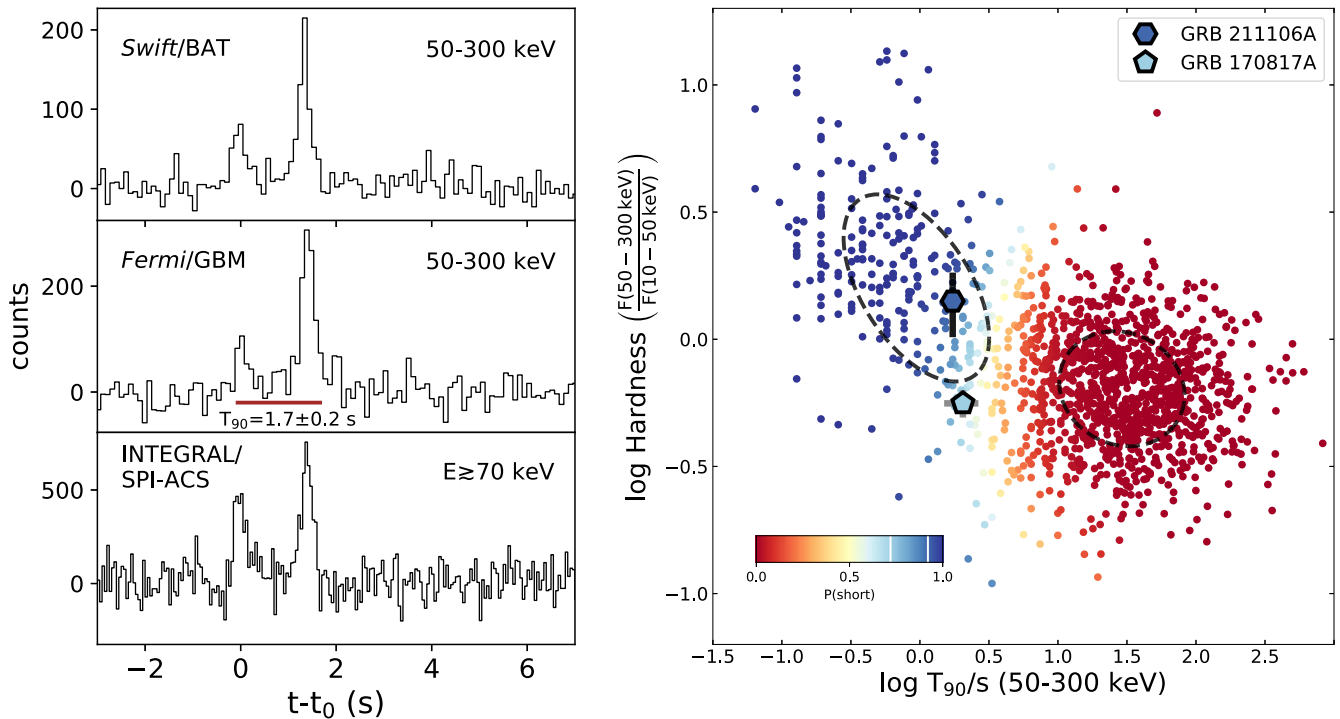 200
100
0
Swift/BAT
50-300 keV
200
0
Fermi/GBM
50-300 keV
T₉₀=1.7±0.2 s
500
0
INTEGRAL/
SPI-ACS
E≳70 keV
counts
−2 0 2 4 6
t-t₀ (s)
GRB 211106A
GRB 170817A
1.0
0.5
0.0
−0.5
−1.0
log Hardness (F(50−300 keV)/F(10−50 keV))
0.0 0.5 1.0
P(short)
−1.5 −1.0 −0.5 0.0 0.5 1.0 1.5 2.0 2.5
log T₉₀/s (50-300 keV)